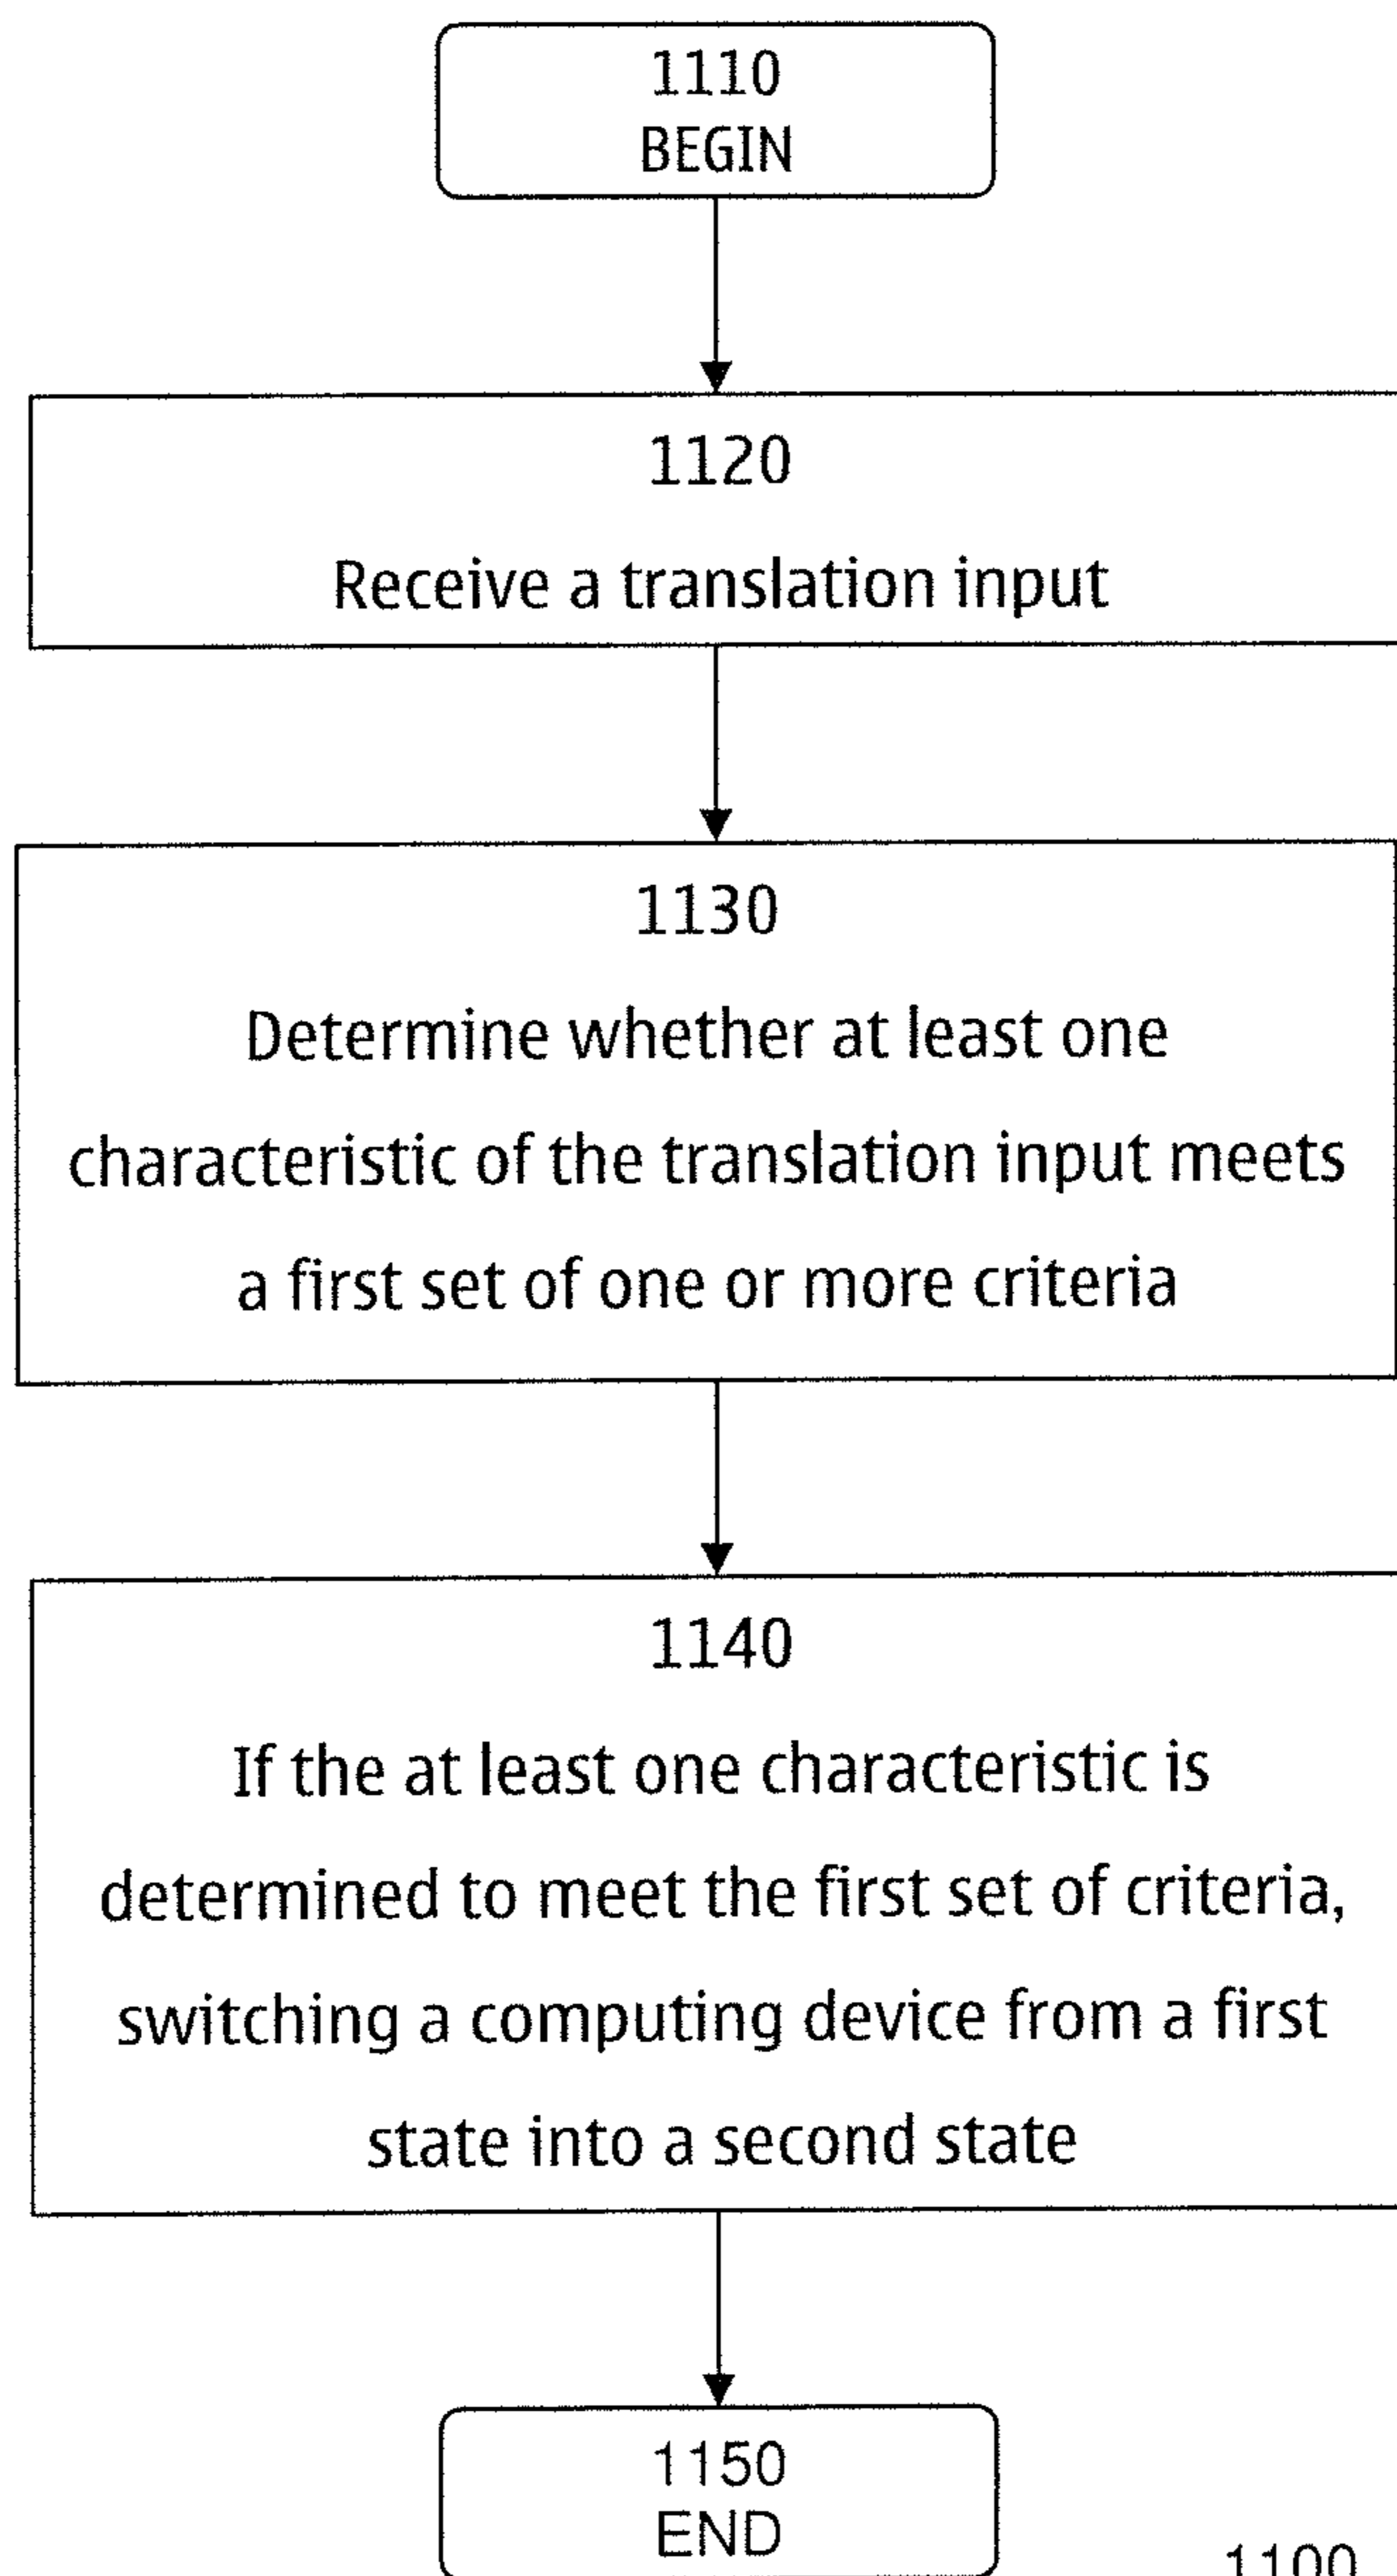 1110
BEGIN
1120
Receive a translation input
1130
Determine whether at least one
characteristic of the translation input meets
a first set of one or more criteria
1140
If the at least one characteristic is
determined to meet the first set of criteria,
switching a computing device from a first
state into a second state
1150
END
1100